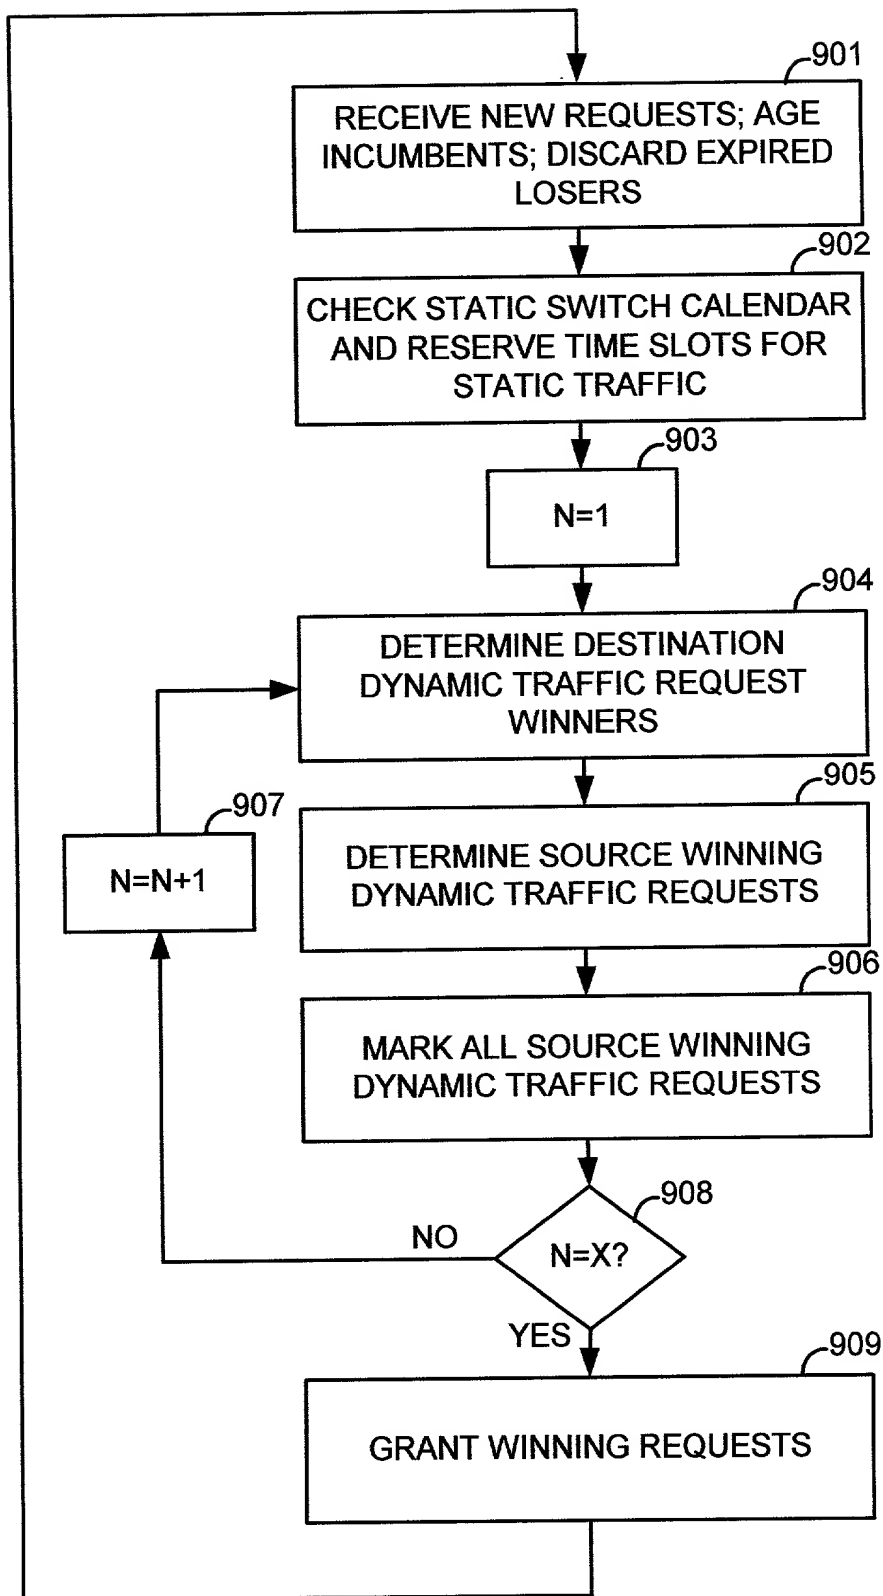 901
RECEIVE NEW REQUESTS; AGE
INCUMBENTS; DISCARD EXPIRED
LOSERS
902
CHECK STATIC SWITCH CALENDAR
AND RESERVE TIME SLOTS FOR
STATIC TRAFFIC
903
N=1
904
DETERMINE DESTINATION
DYNAMIC TRAFFIC REQUEST
WINNERS
905
DETERMINE SOURCE WINNING
DYNAMIC TRAFFIC REQUESTS
907
N=N+1
906
MARK ALL SOURCE WINNING
DYNAMIC TRAFFIC REQUESTS
908
N=X?
NO
YES
909
GRANT WINNING REQUESTS